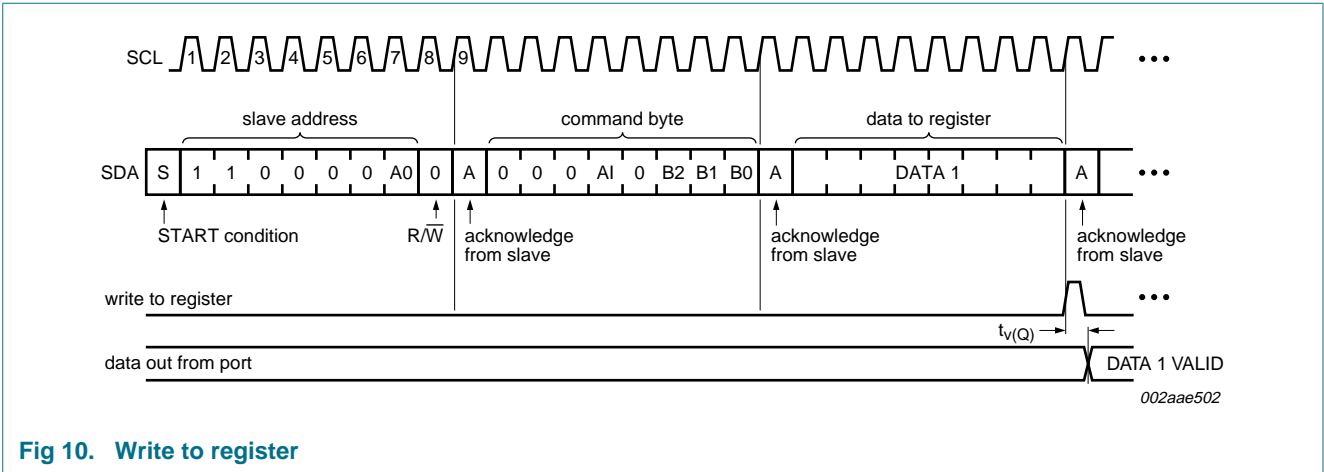 SCL 1 2 3 4 5 6 7 8 9 •••
slave address command byte data to register
SDA S 1 1 0 0 0 0 A0 0 A 0 0 0 AI 0 B2 B1 B0 A DATA 1 A •••
START condition R/W̅ acknowledge from slave acknowledge from slave acknowledge from slave
write to register •••
tv(Q)
data out from port DATA 1 VALID
002aae502
Fig 10. Write to register